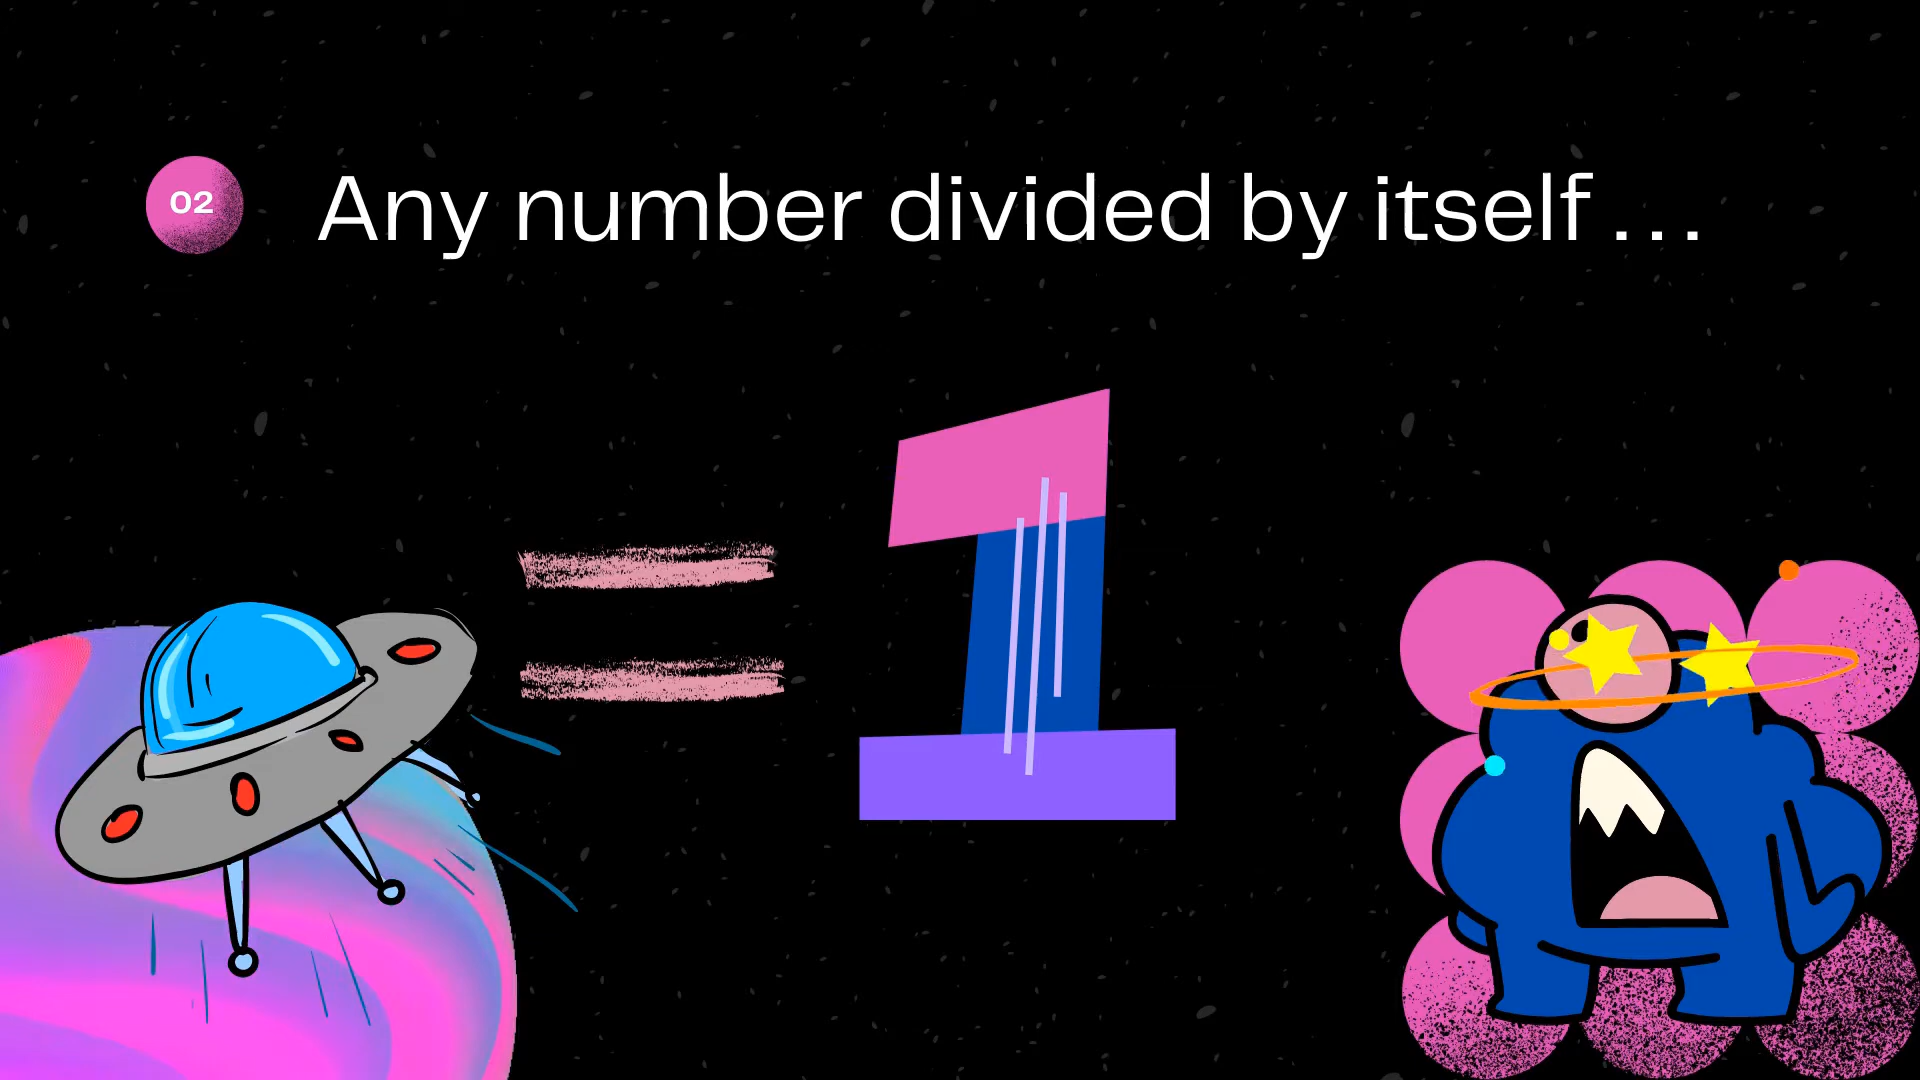 02 Any number divided by itself ...
= 1